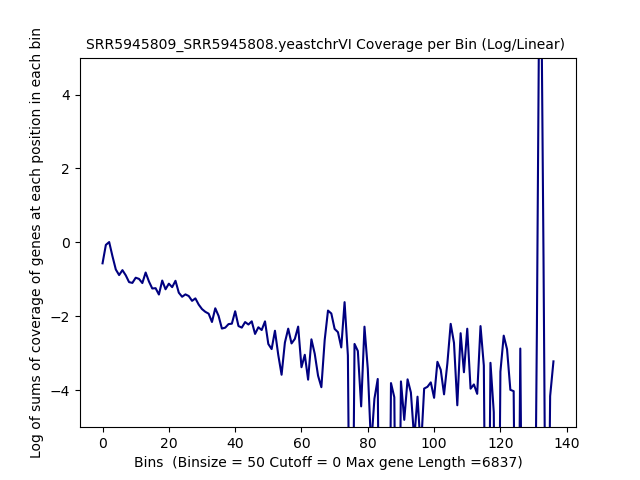 SRR5945809_SRR5945808.yeastchrVI Coverage per Bin (Log/Linear)
Log of sums of coverage of genes at each position in each bin
4
2
0
−2
−4
0 20 40 60 80 100 120 140
Bins  (Binsize = 50 Cutoff = 0 Max gene Length =6837)